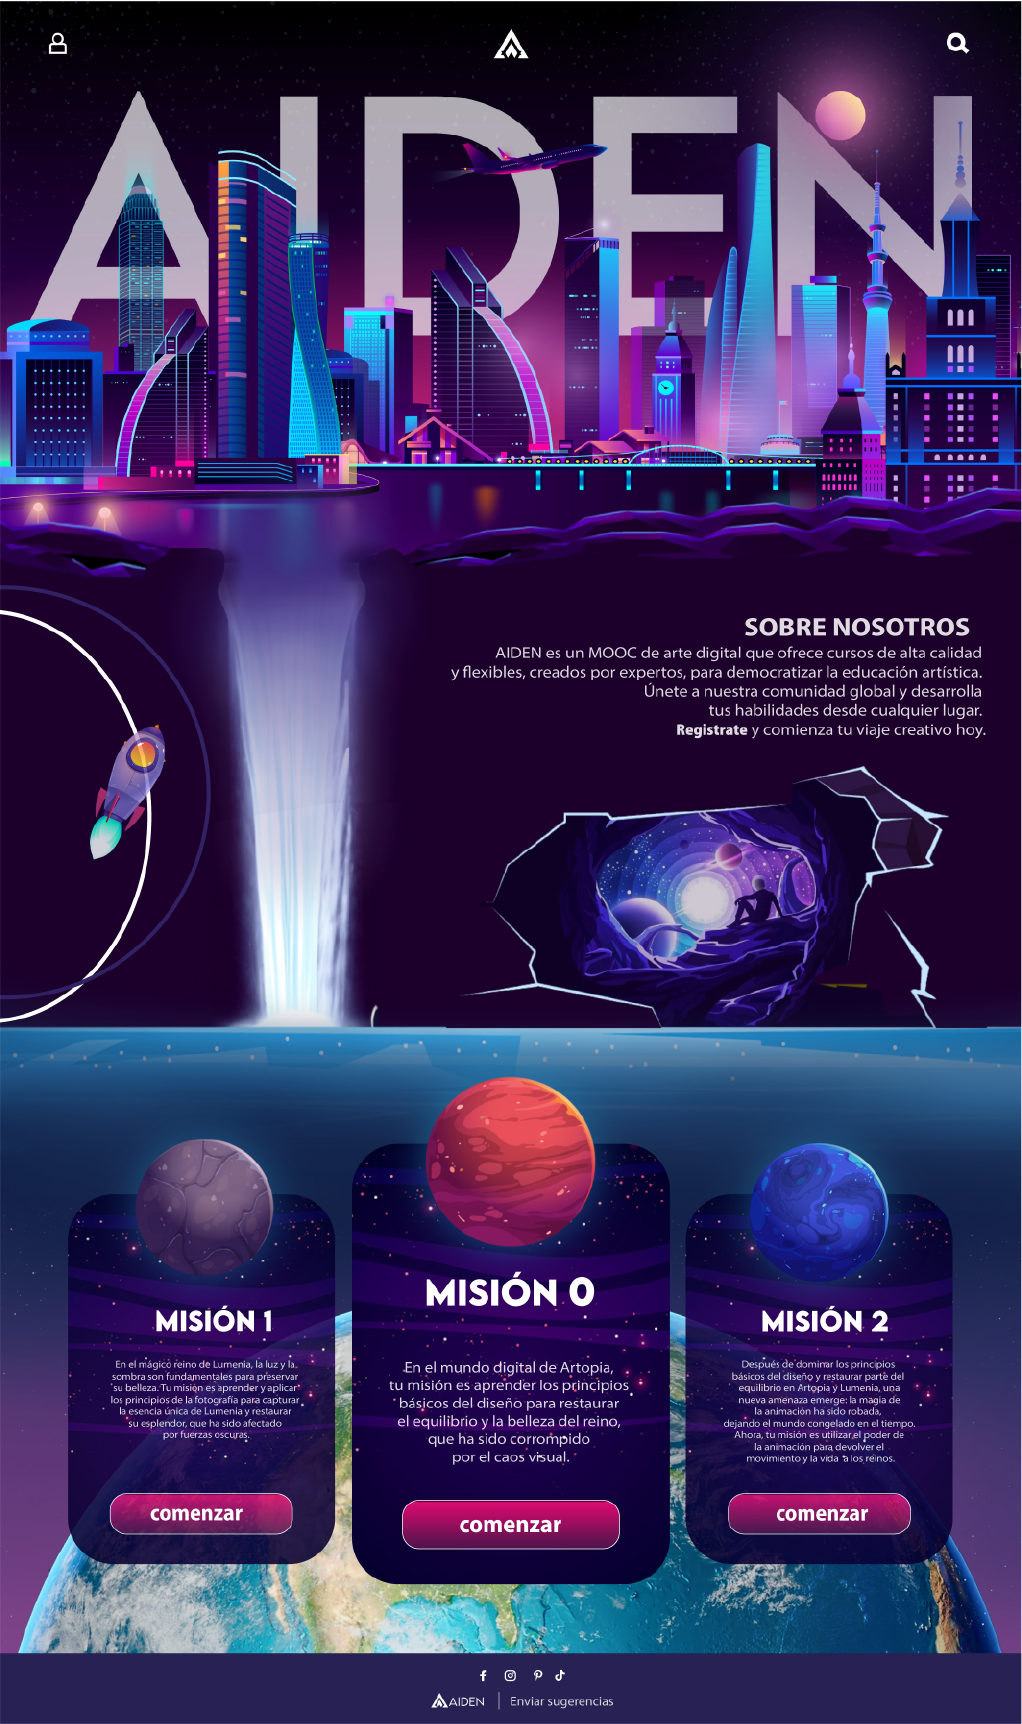 AIDEN
SOBRE NOSOTROS
AIDEN es un MOOC de arte digital que ofrece cursos de alta calidad
y flexibles, creados por expertos, para democratizar la educación artística.
Únete a nuestra comunidad global y desarrolla
tus habilidades desde cualquier lugar.
Registrate y comienza tu viaje creativo hoy.
MISIÓN 1
En el mágico reino de Lumenia, la luz y la
sombra son fundamentales para preservar
su belleza. Tu misión es aprender y aplicar
los principios de la fotografía para capturar
la esencia única de Lumenia y restaurar
su esplendor, que ha sido afectado
por fuerzas oscuras.
comenzar
MISIÓN 0
En el mundo digital de Artopia,
tu misión es aprender los principios
básicos del diseño para restaurar
el equilibrio y la belleza del reino,
que ha sido corrompido
por el caos visual.
comenzar
MISIÓN 2
Después de dominar los principios
básicos del diseño y restaurar parte del
equilibrio en Artopia y Lumenia, una
nueva amenaza emerge: la magia de
la animación ha sido robada,
dejando el mundo congelado en el tiempo.
Ahora, tu misión es utilizar el poder de
la animación para devolver el
movimiento y la vida a los reinos.
comenzar
AIDEN
Enviar sugerencias